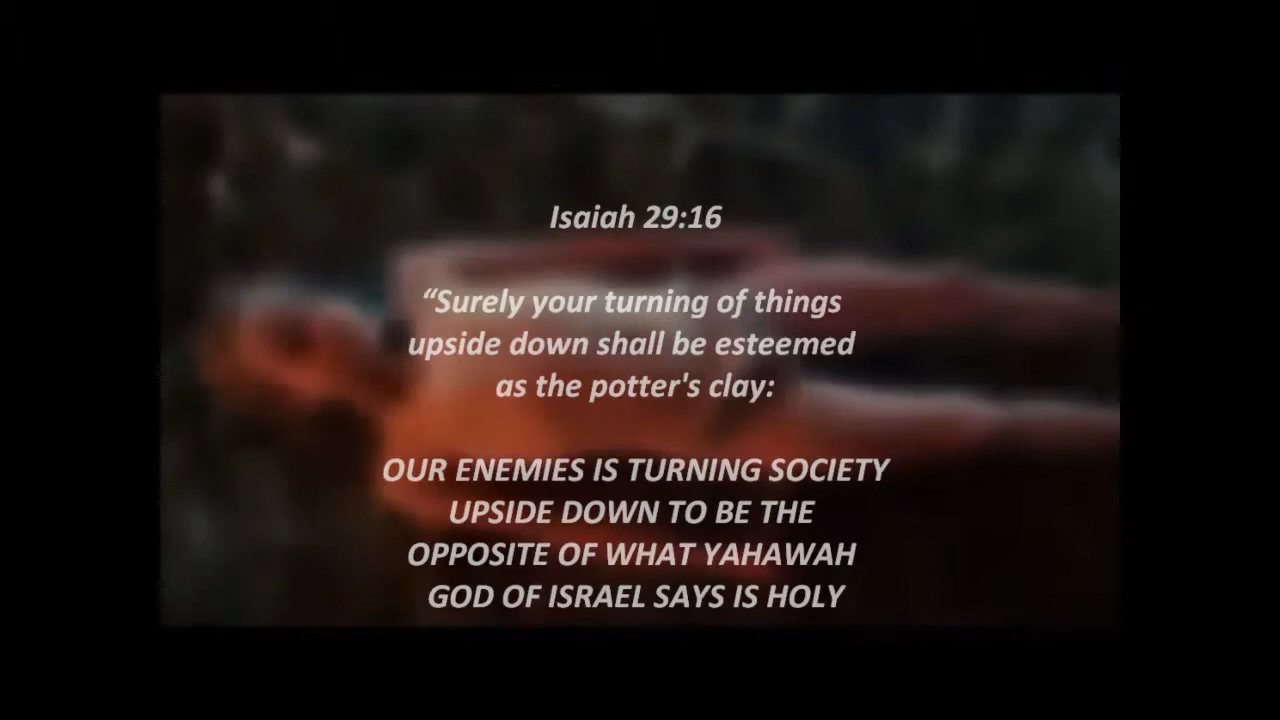 Isaiah 29:16
“Surely your turning of things
upside down shall be esteemed
as the potter's clay:
OUR ENEMIES IS TURNING SOCIETY
UPSIDE DOWN TO BE THE
OPPOSITE OF WHAT YAHAWAH
GOD OF ISRAEL SAYS IS HOLY